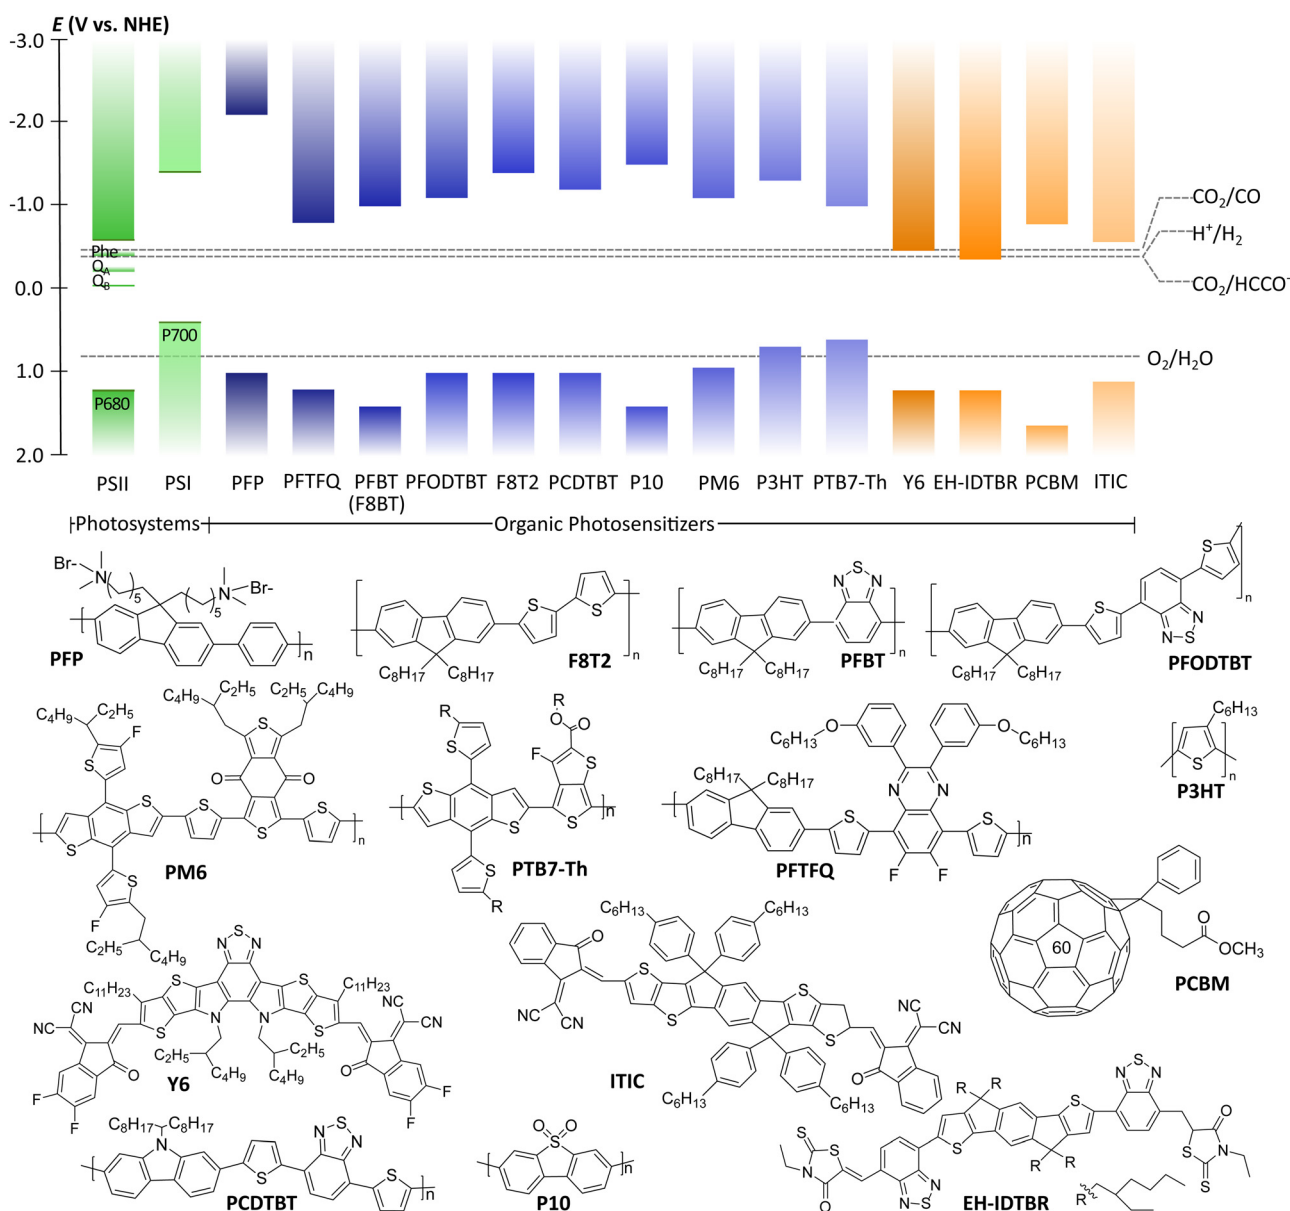 E (V vs. NHE)
-3.0
-2.0
-1.0
0.0
1.0
2.0
Phe
QA
QB
P680
P700
CO2/CO
H+/H2
CO2/HCCO-
O2/H2O
PSII PSI PFP PFTFQ PFBT PFODTBT F8T2 PCDTBT P10 PM6 P3HT PTB7-Th Y6 EH-IDTBR PCBM ITIC
(F8BT)
Photosystems Organic Photosensitizers
Br- N 5 5 N Br-
n
PFP
S S
n
C8H17 C8H17
F8T2
S
N N
n
C8H17 C8H17
PFBT
S
S
N
N
S
n
C8H17 C8H17
PFODTBT
C4H9 C2H5 C2H5 C4H9
C4H9 C2H5
F
S
S
O O
S S S S S
n
S
F
C2H5 C4H9
PM6
R
O O
R
S
F
S
S
S
S
n
S
R
PTB7-Th
C6H13 O O C6H13
C8H17 C8H17
N N
S S
n
F F
PFTFQ
C6H13
S
n
P3HT
60
O
OCH3
PCBM
S
N N
C11H23 S S C11H23
NC CN
S N N S
NC CN
O C2H5 C2H5 O
C4H9 C4H9
F F
F F
Y6
C6H13 C6H13
O
S
S
NC CN
S
S
CN
CN
O
C6H13 C6H13
ITIC
C8H17 C8H17
N
S
N N
S
S
n
PCDTBT
O O
S
n
P10
S
N N
R R
S
S
R R
O
N
S
S
S
S
N
O
N N
S
R
EH-IDTBR